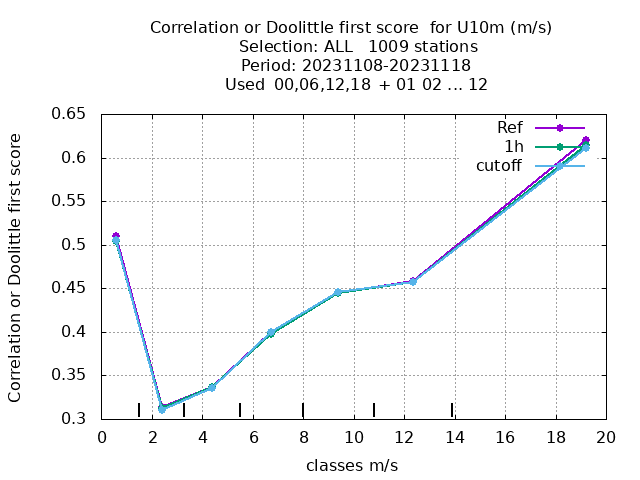 Correlation or Doolittle first score  for U10m (m/s)
Selection: ALL   1009 stations
Period: 20231108-20231118
Used  00,06,12,18 + 01 02 ... 12
Correlation or Doolittle first score
0.65
0.6
0.55
0.5
0.45
0.4
0.35
0.3
Ref
1h
cutoff
0 2 4 6 8 10 12 14 16 18 20
classes m/s